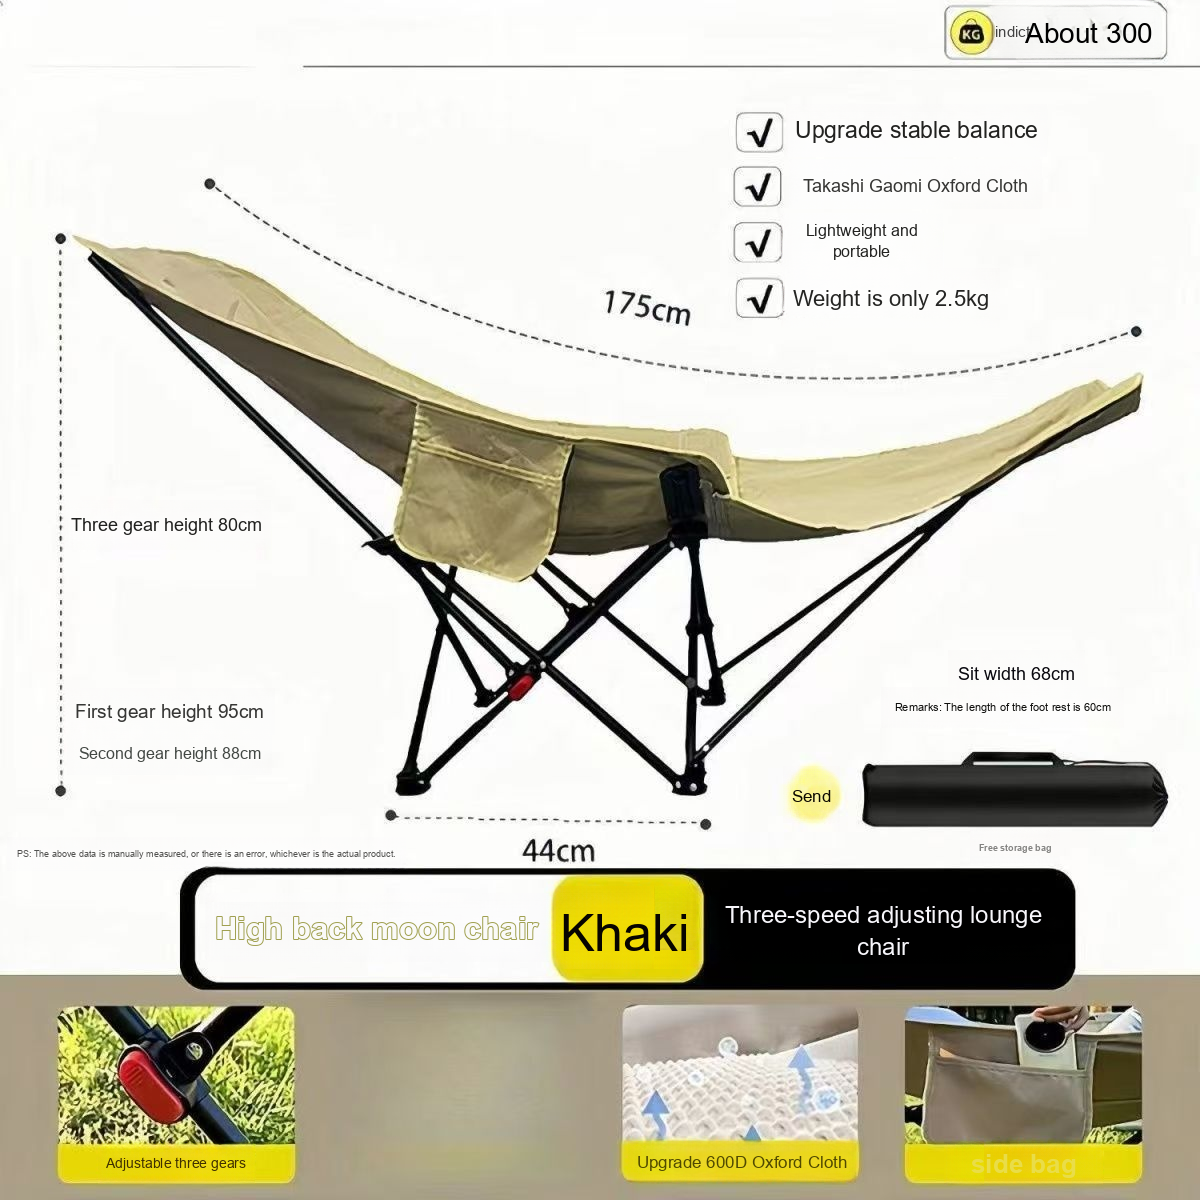 KG indict About 300
Upgrade stable balance
Takashi Gaomi Oxford Cloth
Lightweight and
portable
Weight is only 2.5kg
175cm
Three gear height 80cm
First gear height 95cm
Second gear height 88cm
Sit width 68cm
Remarks: The length of the foot rest is 60cm
Send
Free storage bag
44cm
PS: The above data is manually measured, or there is an error, whichever is the actual product.
High back moon chair
Khaki
Three-speed adjusting lounge
chair
Adjustable three gears
Upgrade 600D Oxford Cloth
side bag